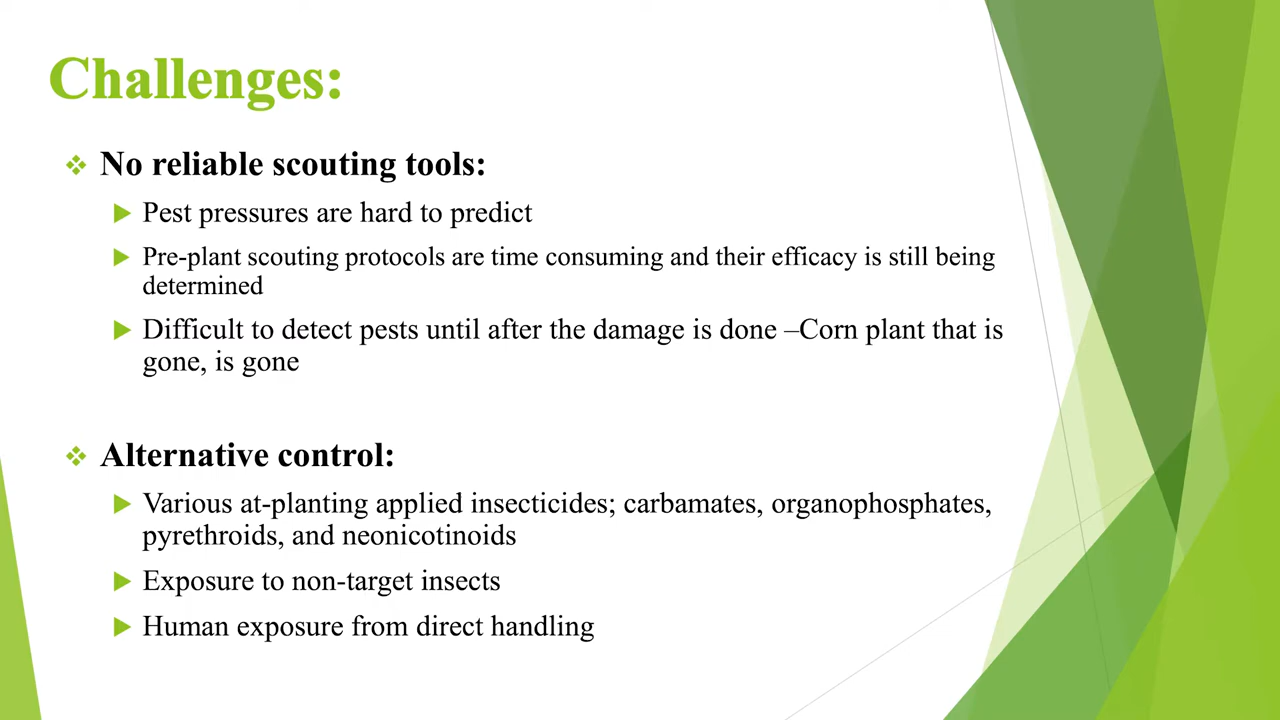 Challenges:
No reliable scouting tools:
Pest pressures are hard to predict
Pre-plant scouting protocols are time consuming and their efficacy is still being
determined
Difficult to detect pests until after the damage is done –Corn plant that is
gone, is gone
Alternative control:
Various at-planting applied insecticides; carbamates, organophosphates,
pyrethroids, and neonicotinoids
Exposure to non-target insects
Human exposure from direct handling